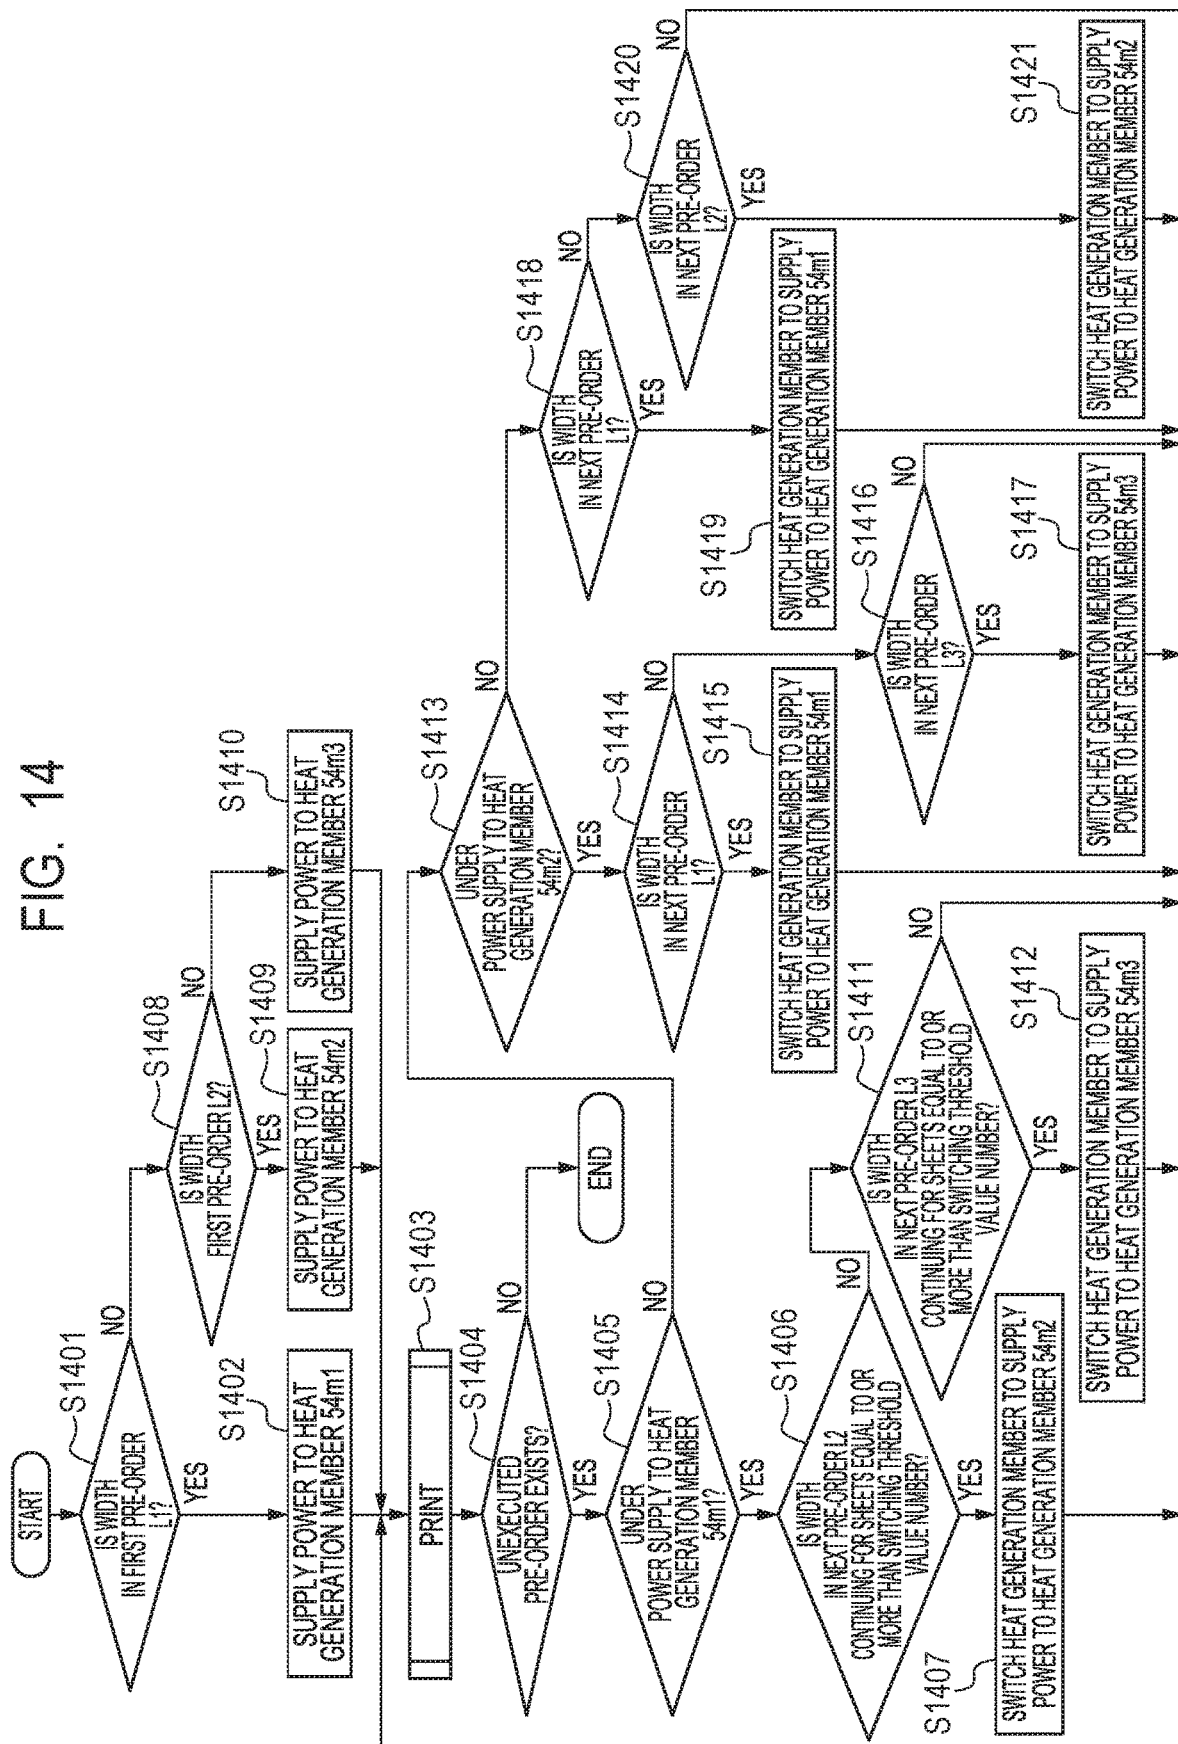 FIG. 14
START
S1401
IS WIDTH
IN FIRST PRE-ORDER
L1?
NO
YES
S1402
SUPPLY POWER TO HEAT
GENERATION MEMBER 54m1
S1408
IS WIDTH
FIRST PRE-ORDER L2?
NO
YES
S1409
SUPPLY POWER TO HEAT
GENERATION MEMBER 54m2
S1410
SUPPLY POWER TO HEAT
GENERATION MEMBER 54m3
S1403
PRINT
S1404
UNEXECUTED
PRE-ORDER EXISTS?
NO
YES
END
S1405
UNDER
POWER SUPPLY TO HEAT
GENERATION MEMBER
54m1?
NO
YES
S1406
IS WIDTH
IN NEXT PRE-ORDER L2
CONTINUING FOR SHEETS EQUAL TO OR
MORE THAN SWITCHING THRESHOLD
VALUE NUMBER?
NO
YES
S1407
SWITCH HEAT GENERATION MEMBER TO SUPPLY
POWER TO HEAT GENERATION MEMBER 54m2
S1411
IS WIDTH
IN NEXT PRE-ORDER L3
CONTINUING FOR SHEETS EQUAL TO OR
MORE THAN SWITCHING THRESHOLD
VALUE NUMBER?
NO
YES
S1412
SWITCH HEAT GENERATION MEMBER TO SUPPLY
POWER TO HEAT GENERATION MEMBER 54m3
S1413
UNDER
POWER SUPPLY TO HEAT
GENERATION MEMBER
54m2?
NO
YES
S1414
IS WIDTH
IN NEXT PRE-ORDER
L1?
NO
YES
S1415
SWITCH HEAT GENERATION MEMBER TO SUPPLY
POWER TO HEAT GENERATION MEMBER 54m1
S1416
IS WIDTH
IN NEXT PRE-ORDER
L3?
NO
YES
S1417
SWITCH HEAT GENERATION MEMBER TO SUPPLY
POWER TO HEAT GENERATION MEMBER 54m3
S1418
IS WIDTH
IN NEXT PRE-ORDER
L1?
NO
YES
S1419
SWITCH HEAT GENERATION MEMBER TO SUPPLY
POWER TO HEAT GENERATION MEMBER 54m1
S1420
IS WIDTH
IN NEXT PRE-ORDER
L2?
NO
YES
S1421
SWITCH HEAT GENERATION MEMBER TO SUPPLY
POWER TO HEAT GENERATION MEMBER 54m2